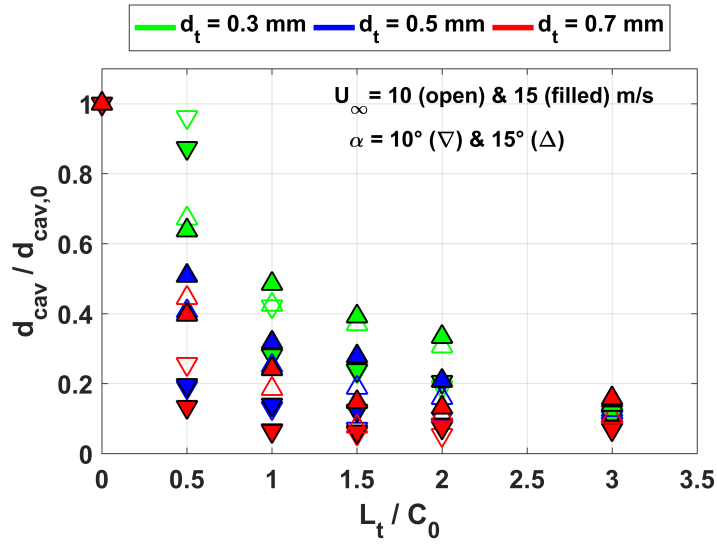 d_t = 0.3 mm d_t = 0.5 mm d_t = 0.7 mm
U_∞ = 10 (open) & 15 (filled) m/s
α = 10° (∇) & 15° (Δ)
d_cav / d_cav,0
1
0.8
0.6
0.4
0.2
0
0 0.5 1 1.5 2 2.5 3 3.5
L_t / C_0